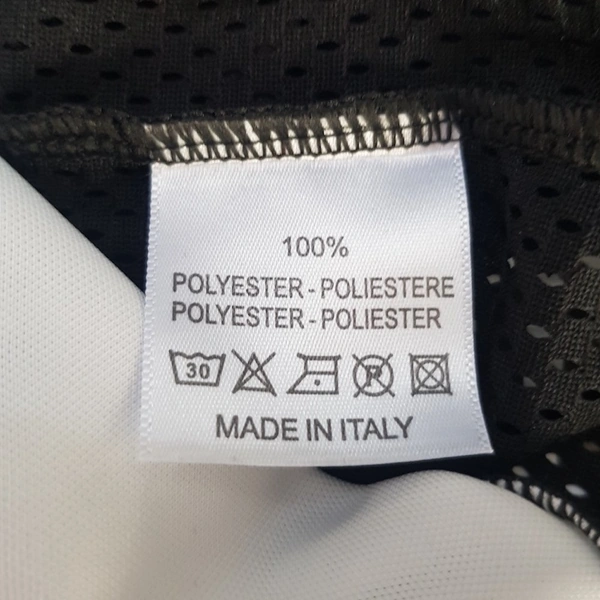 100%
POLYESTER - POLIESTERE
POLYESTER - POLIESTER
30 P
MADE IN ITALY